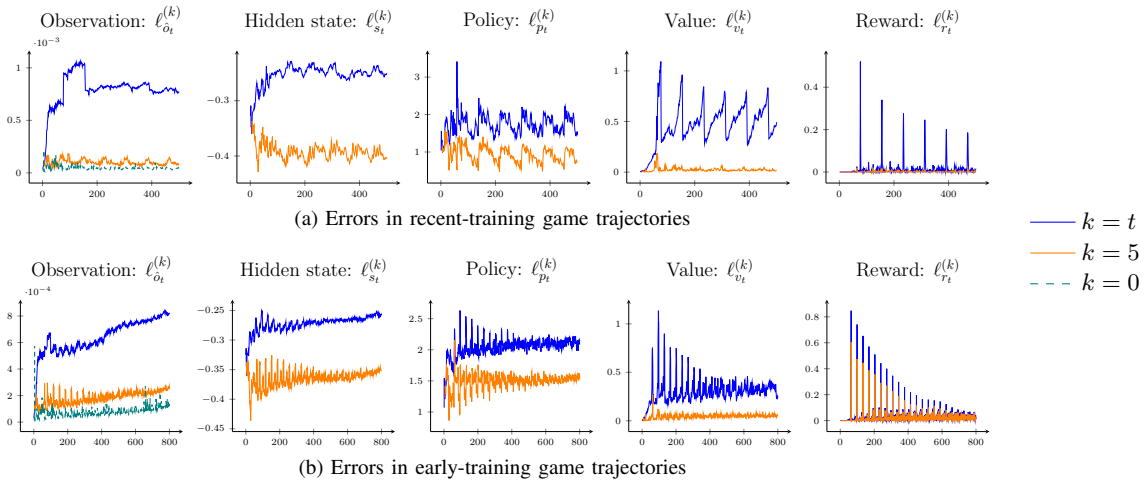 Observation: ℓ_{ô_t}^{(k)} Hidden state: ℓ_{s_t}^{(k)} Policy: ℓ_{p_t}^{(k)} Value: ℓ_{v_t}^{(k)} Reward: ℓ_{r_t}^{(k)}
·10⁻³
1
0.5
0
0 200 400
−0.3
−0.4
0 200 400
3
2
1
0 200 400
1
0.5
0
0 200 400
0.4
0.2
0
0 200 400
(a) Errors in recent-training game trajectories
k = t
k = 5
k = 0
Observation: ℓ_{ô_t}^{(k)} Hidden state: ℓ_{s_t}^{(k)} Policy: ℓ_{p_t}^{(k)} Value: ℓ_{v_t}^{(k)} Reward: ℓ_{r_t}^{(k)}
·10⁻⁴
8
6
4
2
0
0 200 400 600 800
−0.25
−0.3
−0.35
−0.4
−0.45
0 200 400 600 800
2.5
2
1.5
1
0 200 400 600 800
1
0.5
0
0 200 400 600 800
0.8
0.6
0.4
0.2
0
0 200 400 600 800
(b) Errors in early-training game trajectories